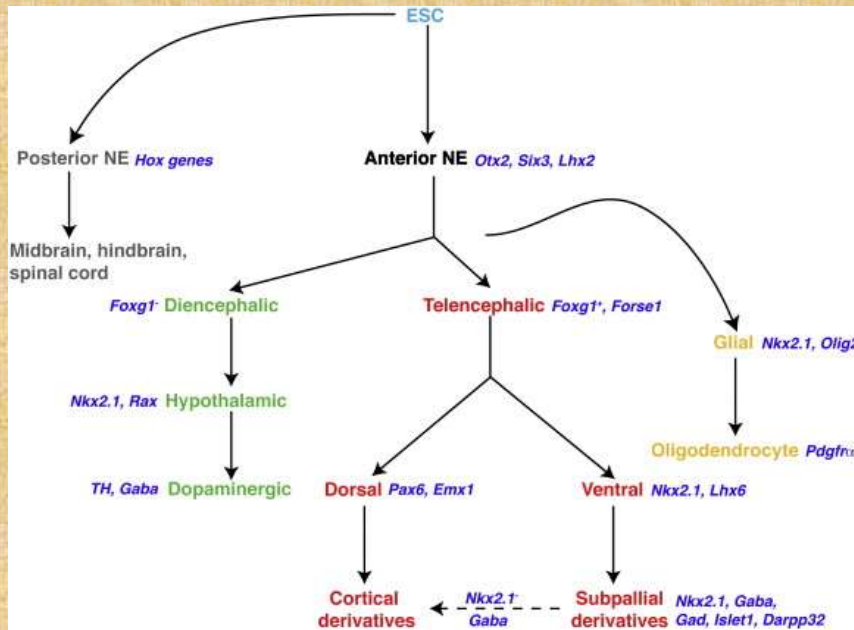 ESC
Posterior NE Hox genes
Anterior NE Otx2, Six3, Lhx2
Midbrain, hindbrain,
spinal cord
Foxg1- Diencephalic
Telencephalic Foxg1+, Forse1
Glial Nkx2.1, Olig2
Nkx2.1, Rax Hypothalamic
Oligodendrocyte Pdgfrα
TH, Gaba Dopaminergic
Dorsal Pax6, Emx1
Ventral Nkx2.1, Lhx6
Cortical
derivatives
Nkx2.1-
Gaba
Subpallial
derivatives
Nkx2.1, Gaba,
Gad, Islet1, Darpp32